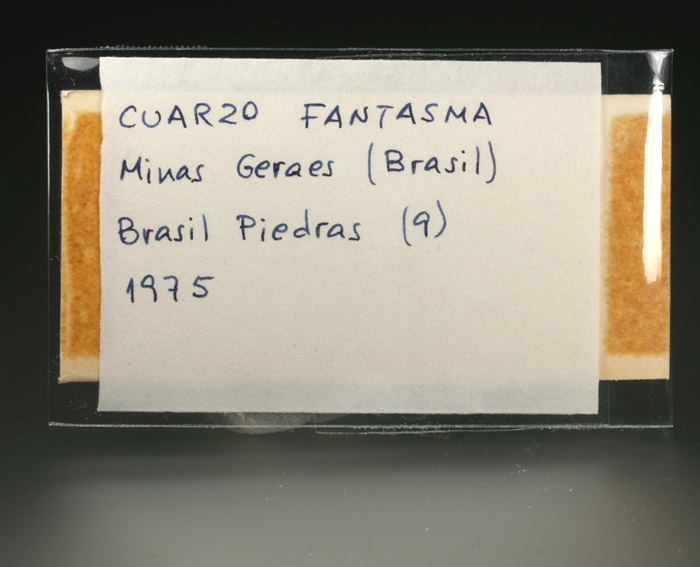 CUARZO FANTASMA
Minas Geraes (Brasil)
Brasil Piedras (9)
1975